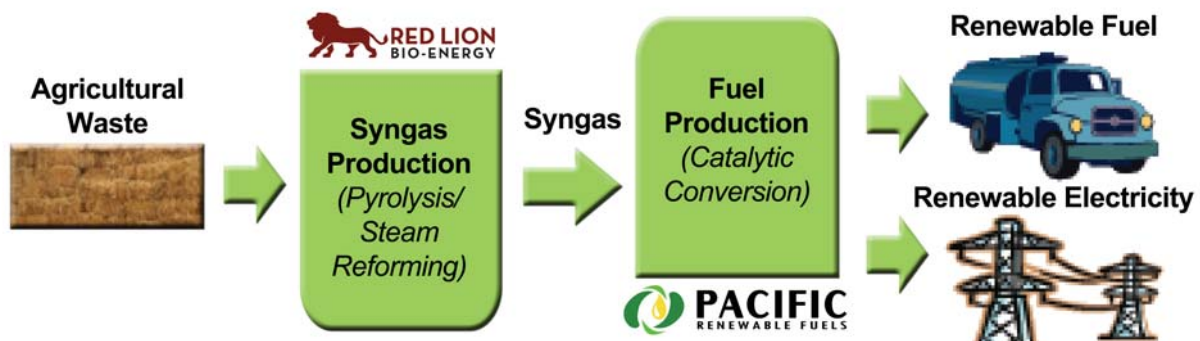 Agricultural
Waste
RED LION
BIO-ENERGY
Syngas
Production
(Pyrolysis/
Steam
Reforming)
Syngas
Fuel
Production
(Catalytic
Conversion)
PACIFIC
RENEWABLE FUELS
Renewable Fuel
Renewable Electricity